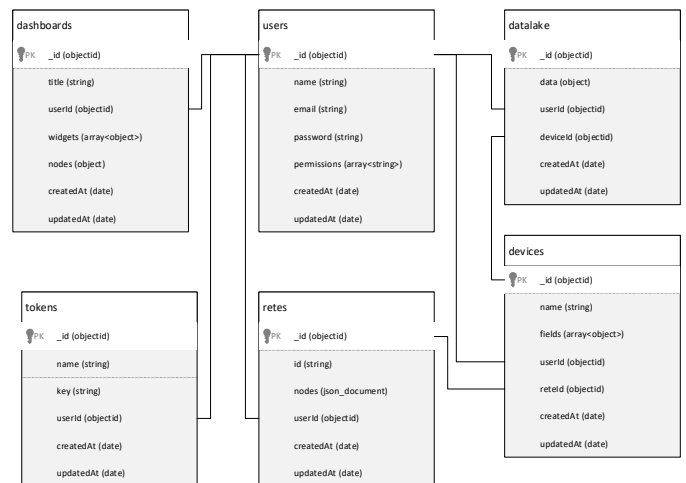 dashboards
PK _id (objectid)
title (string)
userId (objectid)
widgets (array<object>)
nodes (object)
createdAt (date)
updatedAt (date)
users
PK _id (objectid)
name (string)
email (string)
password (string)
permissions (array<string>)
createdAt (date)
updatedAt (date)
datalake
PK _id (objectid)
data (object)
userId (objectid)
deviceId (objectid)
createdAt (date)
updatedAt (date)
tokens
PK _id (objectid)
name (string)
key (string)
userId (objectid)
createdAt (date)
updatedAt (date)
retes
PK _id (objectid)
id (string)
nodes (json_document)
userId (objectid)
createdAt (date)
updatedAt (date)
devices
PK _id (objectid)
name (string)
fields (array<object>)
userId (objectid)
reteId (objectid)
createdAt (date)
updatedAt (date)